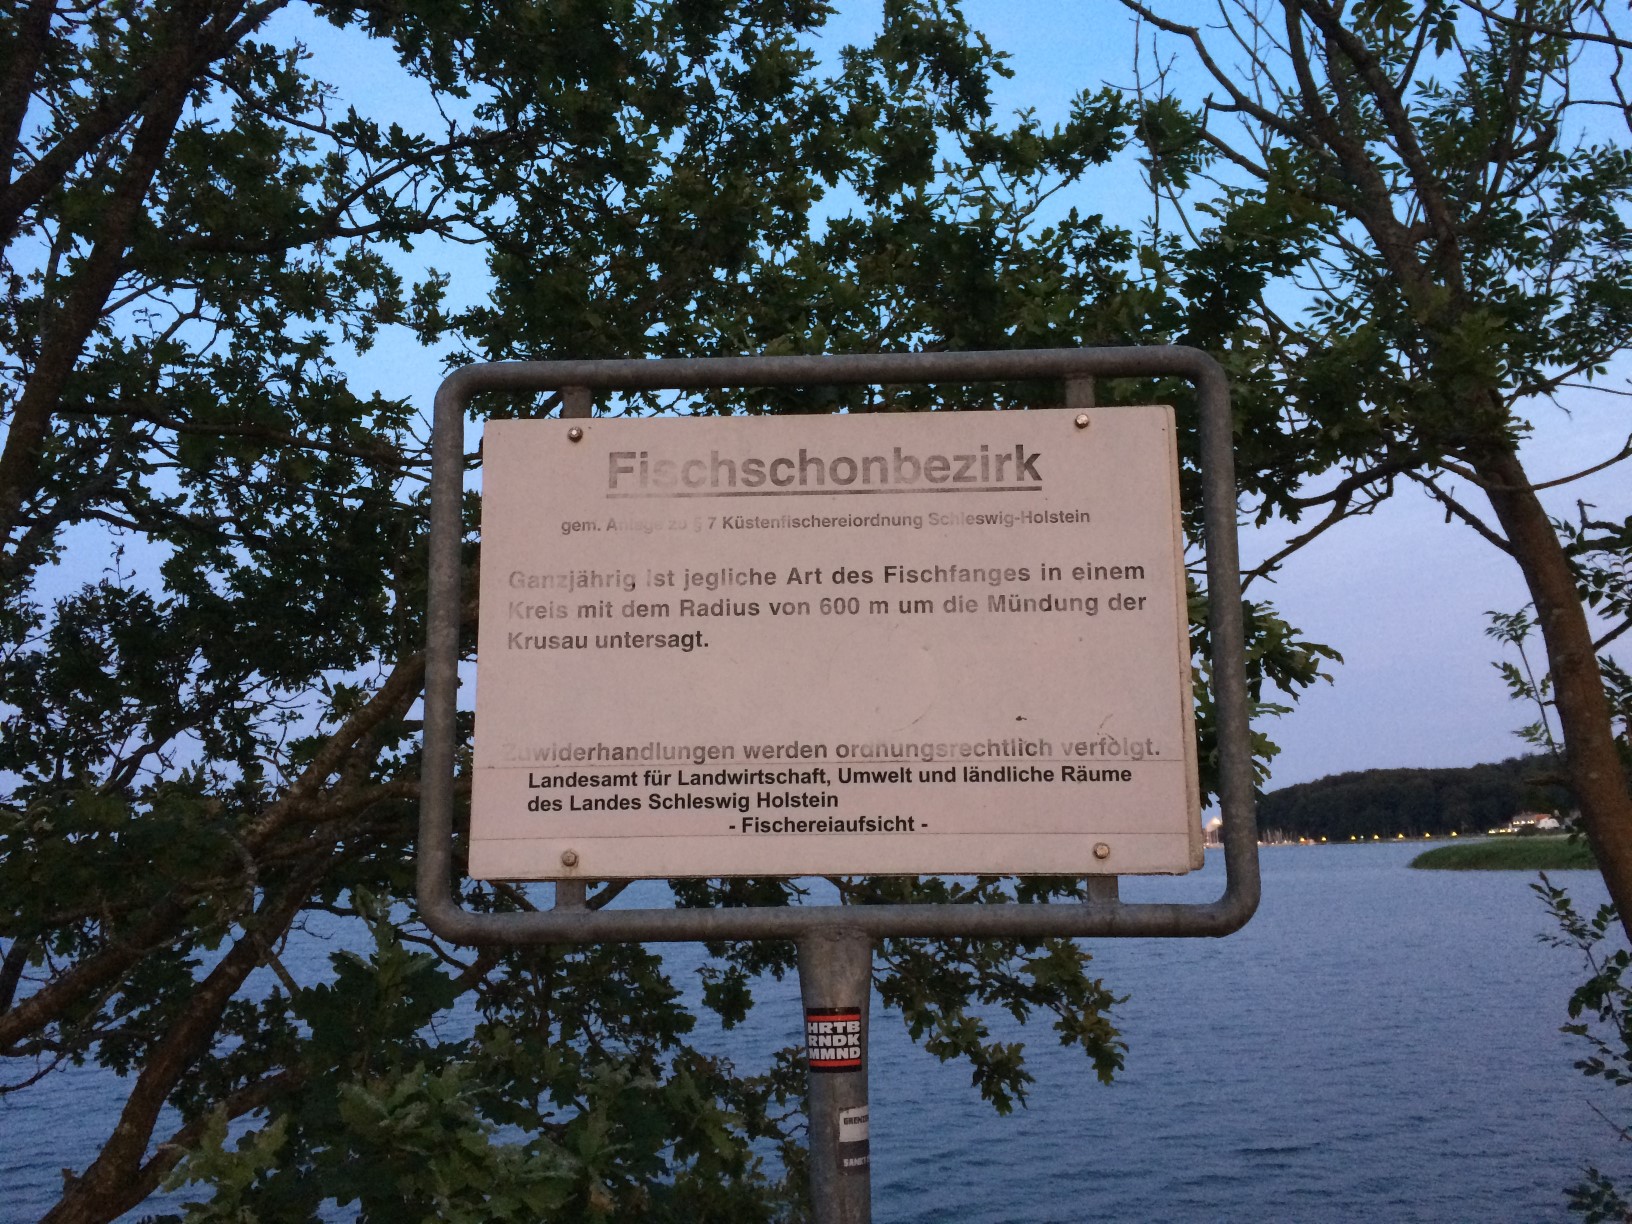 Fischschonbezirk
gem. Anlage zu § 7 Küstenfischereiordnung Schleswig-Holstein
Ganzjährig ist jegliche Art des Fischfanges in einem
Kreis mit dem Radius von 600 m um die Mündung der
Krusau untersagt.
Zuwiderhandlungen werden ordnungsrechtlich verfolgt.
Landesamt für Landwirtschaft, Umwelt und ländliche Räume
des Landes Schleswig Holstein
- Fischereiaufsicht -
HRTB
RNDK
MMND